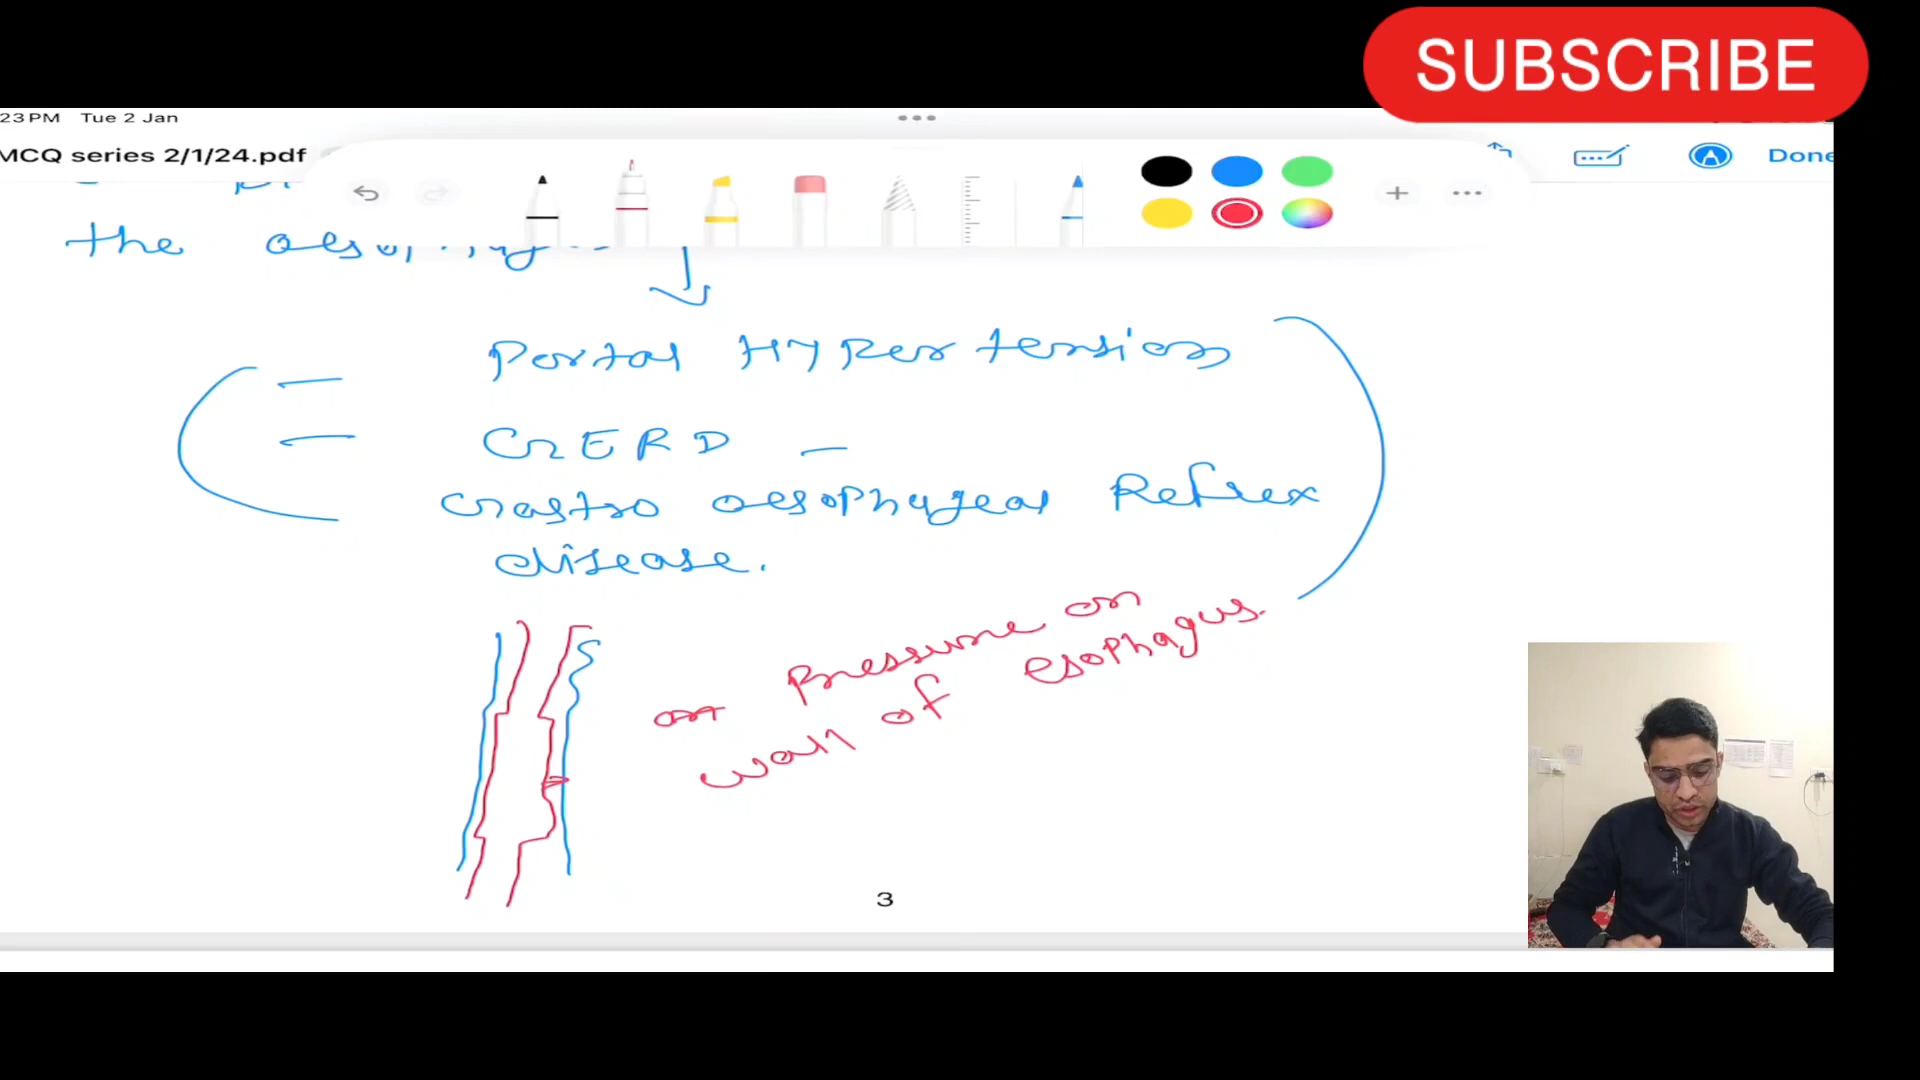 SUBSCRIBE
23 PM Tue 2 Jan
MCQ series 2/1/24.pdf
Done
the
Portal Hypertension
GERD -
Gastro oesophageal Reflex
disease.
Pressure on
wall of esophagus.
3